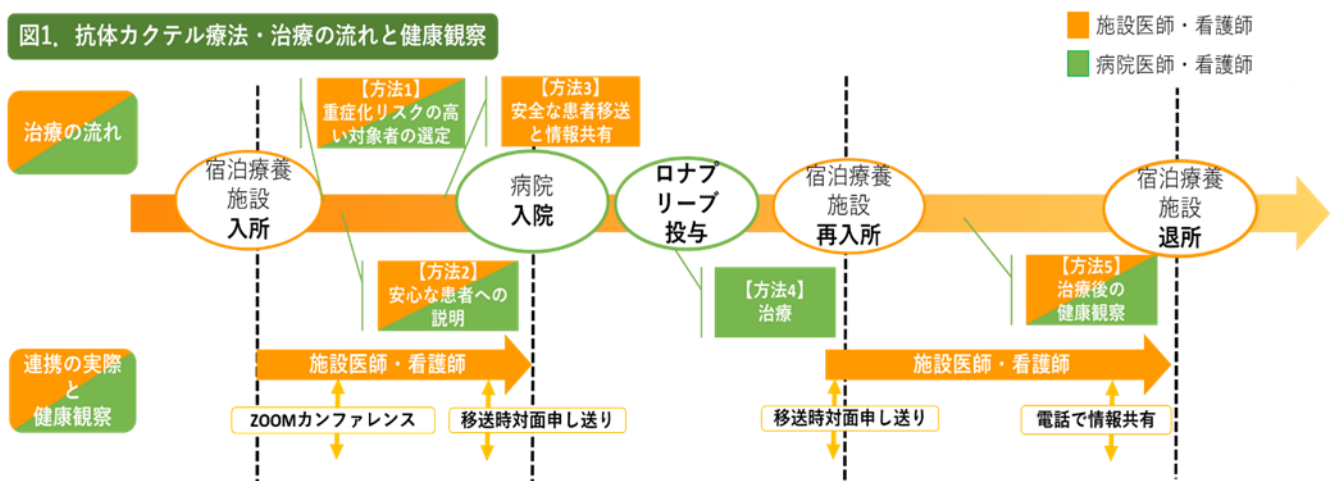 図1．抗体カクテル療法・治療の流れと健康観察
施設医師・看護師
病院医師・看護師
治療の流れ
【方法1】
重症化リスクの高
い対象者の選定
【方法3】
安全な患者移送
と情報共有
宿泊療養
施設
入所
病院
入院
ロナプ
リーブ
投与
宿泊療養
施設
再入所
宿泊療養
施設
退所
【方法2】
安心な患者への
説明
【方法4】
治療
【方法5】
治療後の
健康観察
連携の実際
と
健康観察
施設医師・看護師
施設医師・看護師
ZOOMカンファレンス
移送時対面申し送り
移送時対面申し送り
電話で情報共有